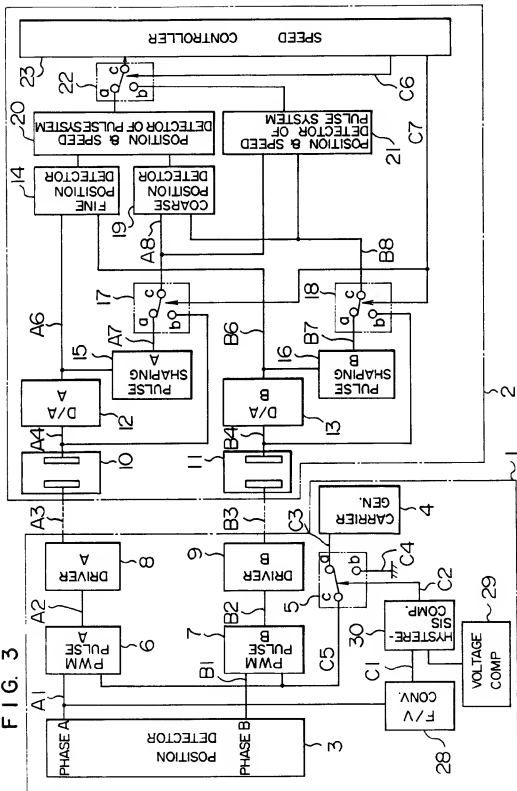 FIG. 3
PHASE A
PHASE B
POSITION
DETECTOR
3
A1
B1
PWM
PULSE
A
6
PWM
PULSE
B
7
A2
B2
DRIVER
A
8
DRIVER
B
9
A3
B3
C5
5
a
b
c
C3
C4
CARRIER
GEN.
4
F/V
CONV.
28
C1
HYSTERE-
SIS
COMP.
30
C2
VOLTAGE
COMP
29
1
2
10
11
A4
B4
D/A
A
12
D/A
B
13
15
PULSE
SHAPING
A
16
PULSE
SHAPING
B
A6
B6
A7
B7
17
a
b
c
18
a
b
c
A8
B8
14
FINE
POSITION
DETECTOR
19
COARSE
POSITION
DETECTOR
20
POSITION & SPEED
DETECTOR OF PULSESYSTEM
POSITION & SPEED
DETECTOR OF
PULSE SYSTEM
21
22
a
b
c
23
C6
C7
SPEED
CONTROLLER